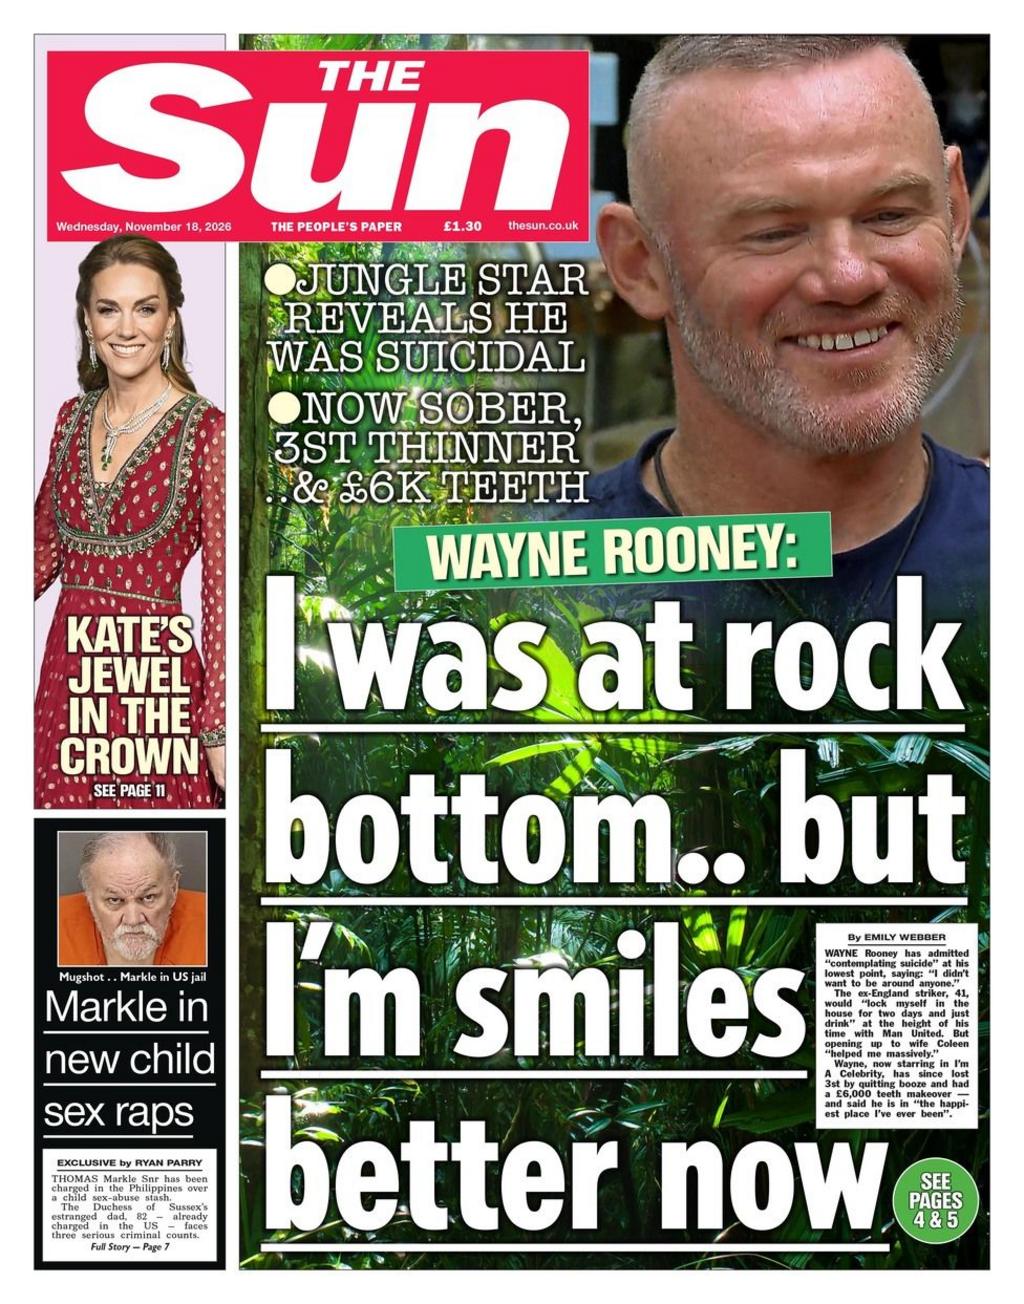 THE
Sun
Wednesday, November 18, 2026 THE PEOPLE'S PAPER £1.30 thesun.co.uk
KATE'S
JEWEL
IN THE
CROWN
SEE PAGE 11
Mugshot . . Markle in US jail
Markle in
new child
sex raps
EXCLUSIVE by RYAN PARRY
THOMAS Markle Snr has been
charged in the Philippines over
a child sex-abuse stash.
The Duchess of Sussex's
estranged dad, 82 – already
charged in the US – faces
three serious criminal counts.
Full Story — Page 7
●JUNGLE STAR
REVEALS HE
WAS SUICIDAL
●NOW SOBER,
3ST THINNER
..& £6K TEETH
WAYNE ROONEY:
I was at rock
bottom.. but
I'm smiles
better now
By EMILY WEBBER
WAYNE Rooney has admitted
"contemplating suicide" at his
lowest point, saying: "I didn't
want to be around anyone."
The ex-England striker, 41,
would "lock myself in the
house for two days and just
drink" at the height of his
time with Man United. But
opening up to wife Coleen
"helped me massively."
Wayne, now starring in I'm
A Celebrity, has since lost
3st by quitting booze and had
a £6,000 teeth makeover —
and said he is in "the happi-
est place I've ever been".
SEE
PAGES
4 & 5